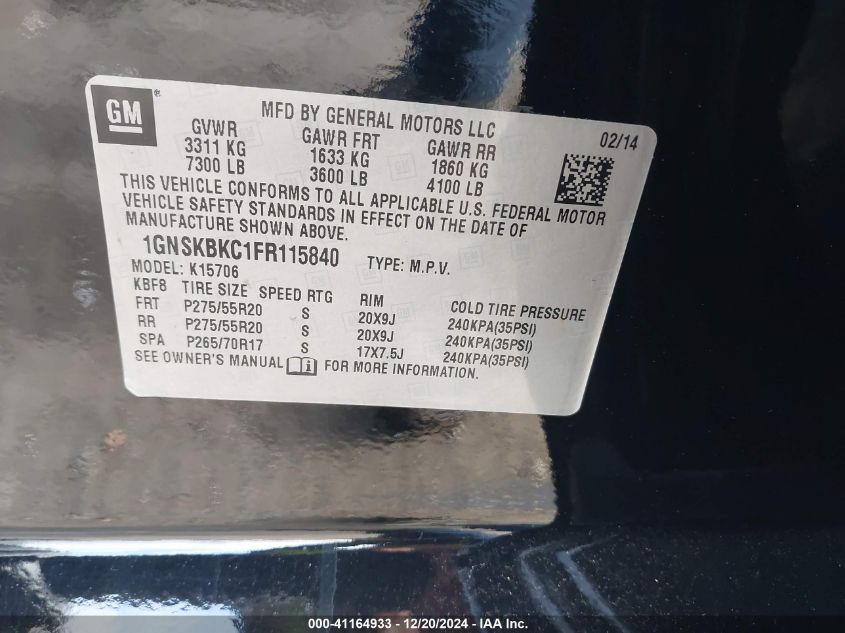 GM
MFD BY GENERAL MOTORS LLC
02/14
GVWR GAWR FRT GAWR RR
3311 KG 1633 KG 1860 KG
7300 LB 3600 LB 4100 LB
THIS VEHICLE CONFORMS TO ALL APPLICABLE U.S. FEDERAL MOTOR
VEHICLE SAFETY STANDARDS IN EFFECT ON THE DATE OF
MANUFACTURE SHOWN ABOVE.
1GNSKBKC1FR115840 TYPE: M.P.V.
MODEL: K15706
KBF8 TIRE SIZE SPEED RTG RIM COLD TIRE PRESSURE
FRT P275/55R20 S 20X9J 240KPA(35PSI)
RR P275/55R20 S 20X9J 240KPA(35PSI)
SPA P265/70R17 S 17X7.5J 240KPA(35PSI)
SEE OWNER'S MANUAL FOR MORE INFORMATION.
000-41164933 - 12/20/2024 - IAA, Inc.